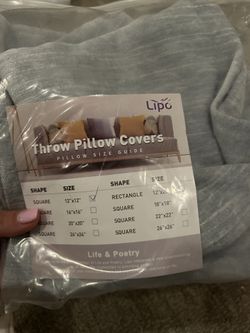 Lipo
Throw Pillow Covers
PILLOW SIZE GUIDE
SHAPE SIZE SHAPE SIZE
SQUARE 12"x12" RECTANGLE 12"x
SQUARE 16"x16" SQUARE 18"x18"
SQUARE 20"x20" SQUARE 22"x22"
SQUARE 24"x24" SQUARE 26"x26"
Life & Poetry